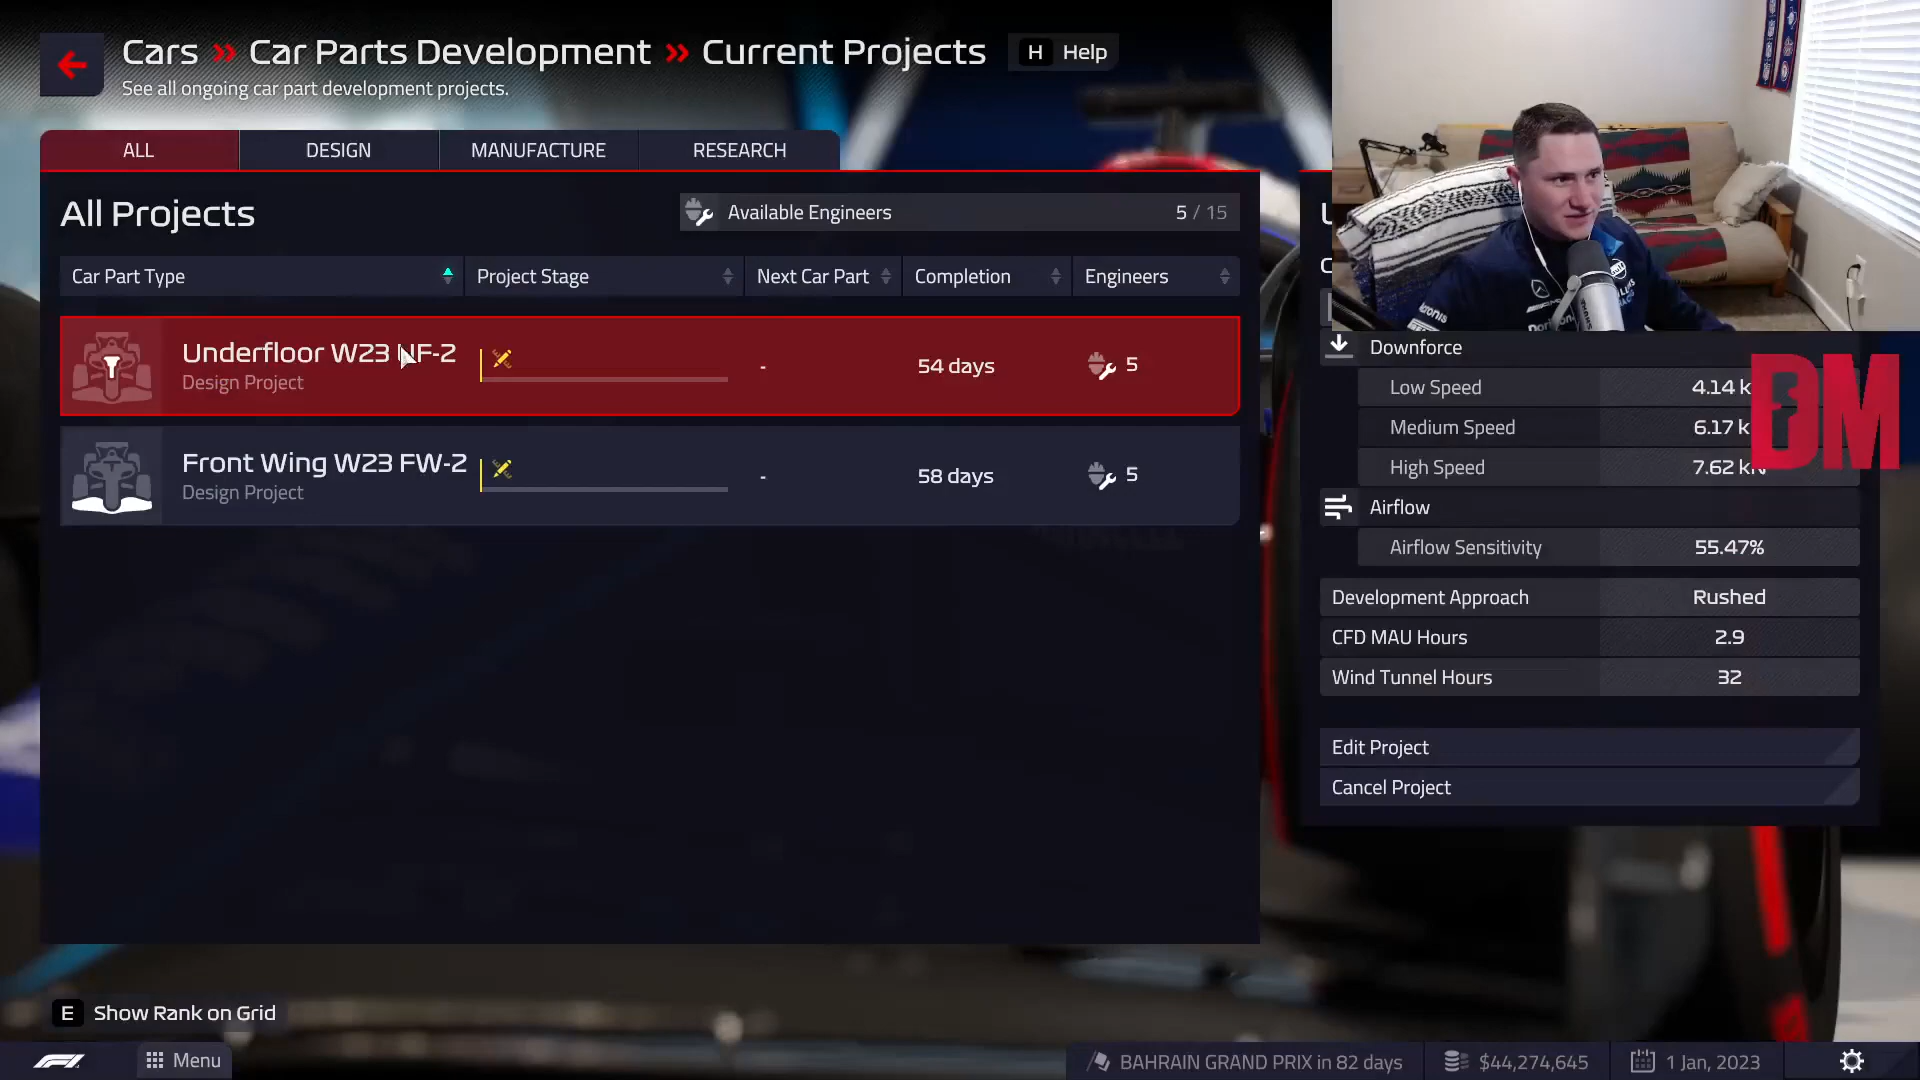 Cars » Car Parts Development » Current Projects
H Help
See all ongoing car part development projects.
ALL
DESIGN
MANUFACTURE
RESEARCH
All Projects
Available Engineers
5 / 15
Car Part Type
Project Stage
Next Car Part
Completion
Engineers
Underfloor W23 UF-2
Design Project
-
54 days
5
Front Wing W23 FW-2
Design Project
-
58 days
5
Downforce
Low Speed
4.14 k
Medium Speed
6.17 k
High Speed
7.62 kN
Airflow
Airflow Sensitivity
55.47%
Development Approach
Rushed
CFD MAU Hours
2.9
Wind Tunnel Hours
32
Edit Project
Cancel Project
DM
E Show Rank on Grid
Menu
BAHRAIN GRAND PRIX in 82 days
$44,274,645
1 Jan, 2023